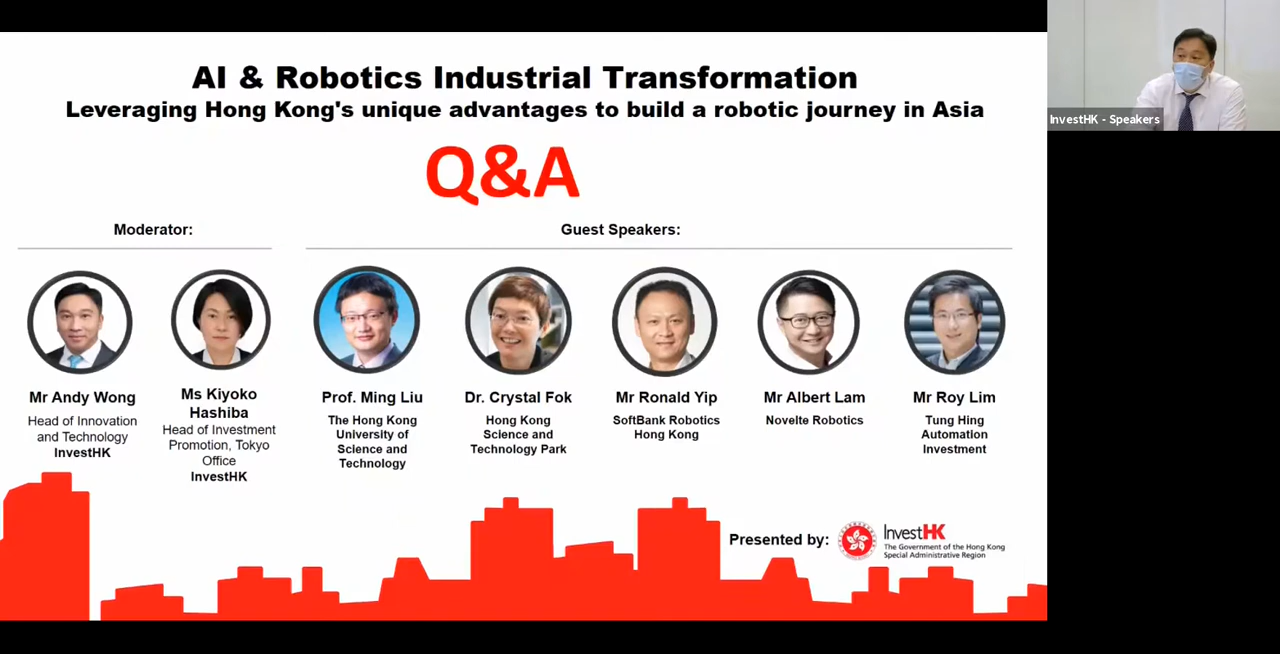 AI & Robotics Industrial Transformation
Leveraging Hong Kong's unique advantages to build a robotic journey in Asia
Q&A
Moderator:
Guest Speakers:
Mr Andy Wong
Head of Innovation
and Technology
InvestHK
Ms Kiyoko
Hashiba
Head of Investment
Promotion, Tokyo
Office
InvestHK
Prof. Ming Liu
The Hong Kong
University of
Science and
Technology
Dr. Crystal Fok
Hong Kong
Science and
Technology Park
Mr Ronald Yip
SoftBank Robotics
Hong Kong
Mr Albert Lam
Novelte Robotics
Mr Roy Lim
Tung Hing
Automation
Investment
Presented by:
InvestHK
The Government of the Hong Kong
Special Administrative Region
InvestHK - Speakers